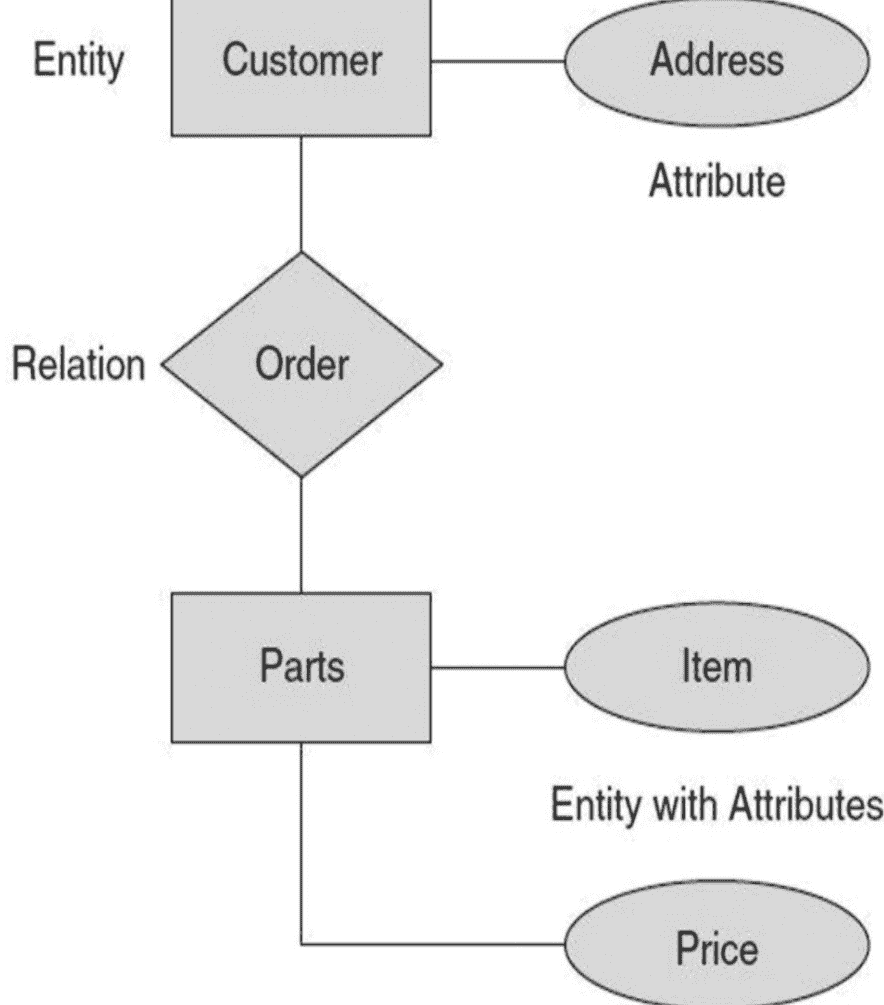 Entity
Customer
Address
Attribute
Relation
Order
Parts
Item
Entity with Attributes
Price